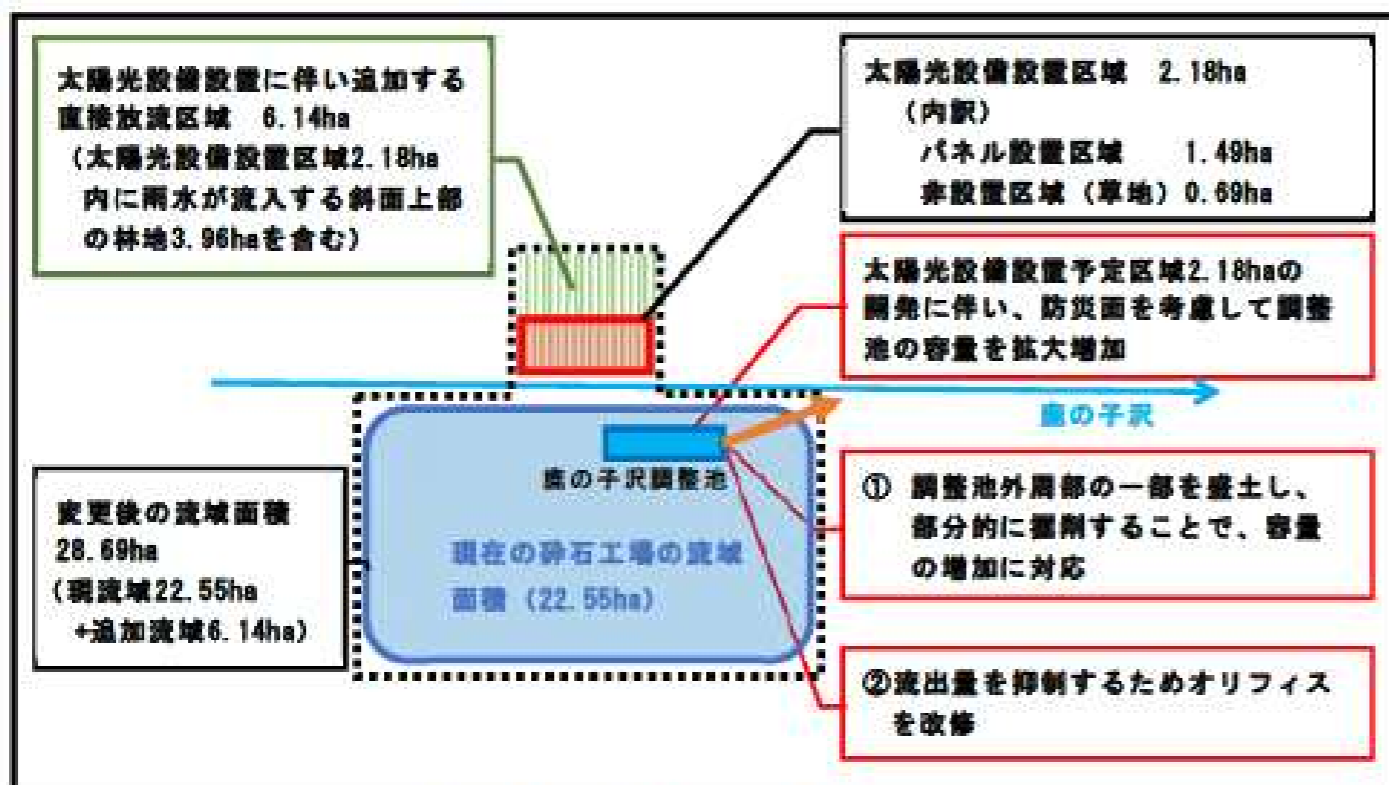 太陽光設備設置に伴い追加する
直接放流区域 6.14ha
(太陽光設備設置区域2.18ha
内に雨水が流入する斜面上部
の林地3.96haを含む)
太陽光設備設置区域 2.18ha
(内訳)
パネル設置区域 1.49ha
非設置区域(草地)0.69ha
太陽光設備設置予定区域2.18haの
開発に伴い、防災面を考慮して調整
池の容量を拡大増加
鹿の子沢
鹿の子沢調整池
現在の砕石工場の流域
面積(22.55ha)
変更後の流域面積
28.69ha
(現流域22.55ha
+追加流域6.14ha)
① 調整池外周部の一部を盛土し、
部分的に掘削することで、容量
の増加に対応
②流出量を抑制するためオリフィス
を改修